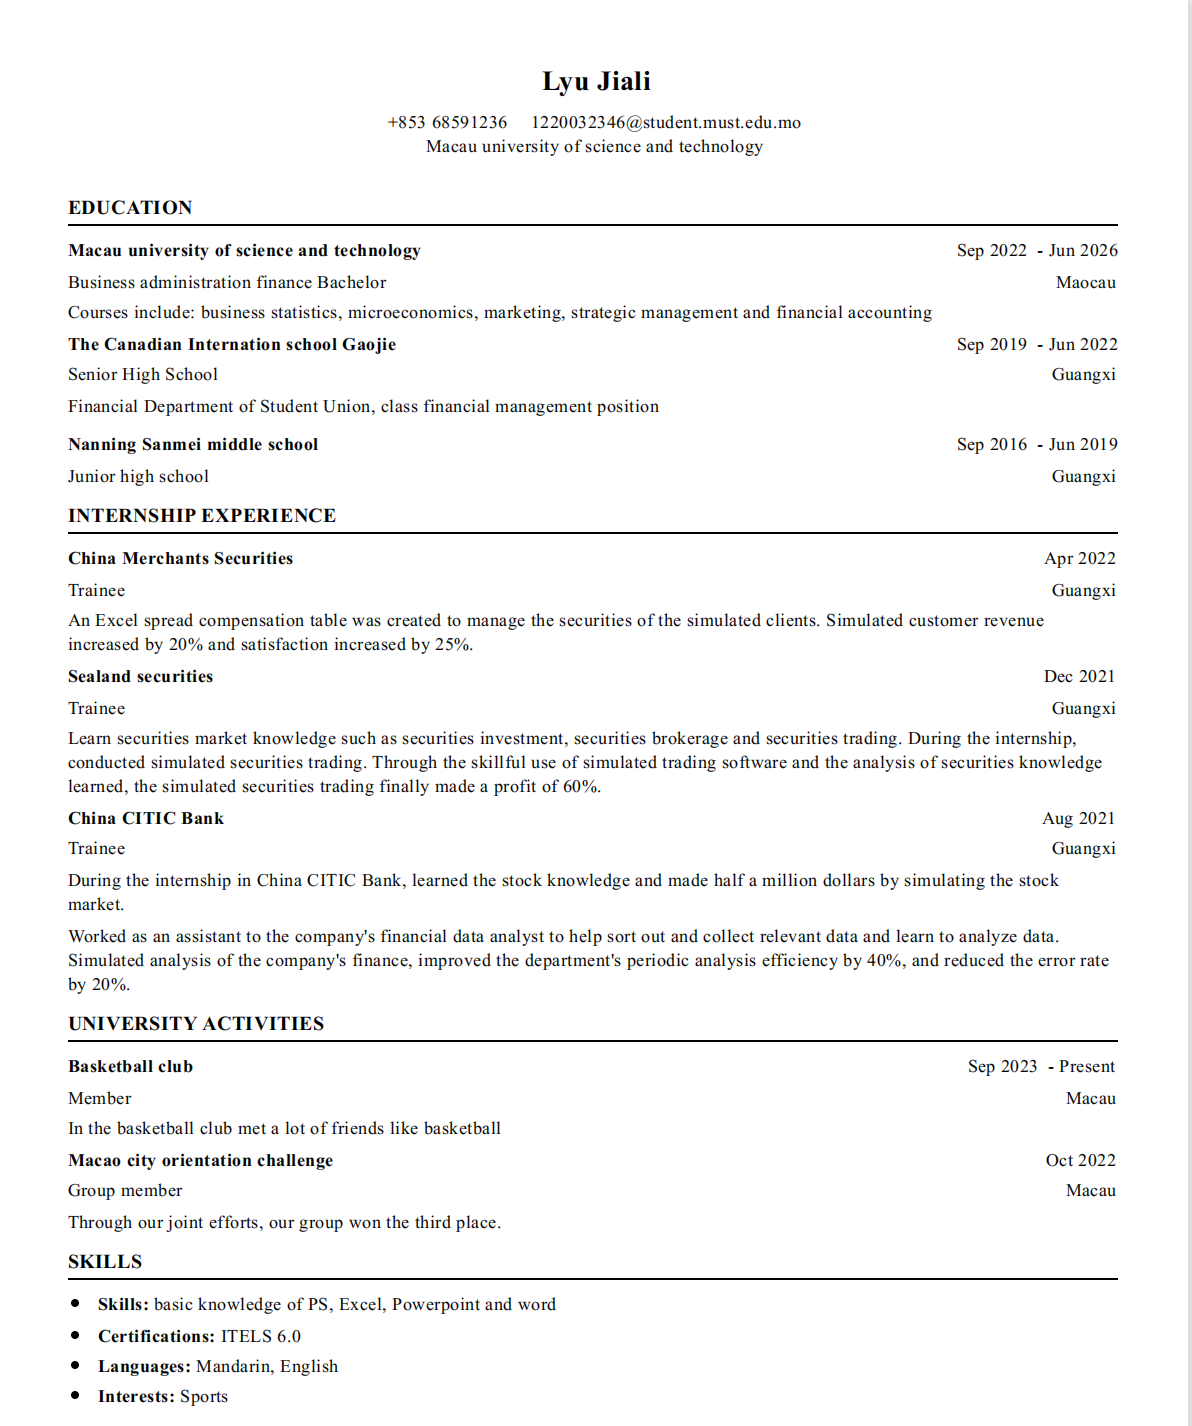 Lyu Jiali
+853 68591236 1220032346@student.must.edu.mo
Macau university of science and technology
EDUCATION
Macau university of science and technology Sep 2022 - Jun 2026
Business administration finance Bachelor Maocau
Courses include: business statistics, microeconomics, marketing, strategic management and financial accounting
The Canadian Internation school Gaojie Sep 2019 - Jun 2022
Senior High School Guangxi
Financial Department of Student Union, class financial management position
Nanning Sanmei middle school Sep 2016 - Jun 2019
Junior high school Guangxi
INTERNSHIP EXPERIENCE
China Merchants Securities Apr 2022
Trainee Guangxi
An Excel spread compensation table was created to manage the securities of the simulated clients. Simulated customer revenue
increased by 20% and satisfaction increased by 25%.
Sealand securities Dec 2021
Trainee Guangxi
Learn securities market knowledge such as securities investment, securities brokerage and securities trading. During the internship,
conducted simulated securities trading. Through the skillful use of simulated trading software and the analysis of securities knowledge
learned, the simulated securities trading finally made a profit of 60%.
China CITIC Bank Aug 2021
Trainee Guangxi
During the internship in China CITIC Bank, learned the stock knowledge and made half a million dollars by simulating the stock
market.
Worked as an assistant to the company's financial data analyst to help sort out and collect relevant data and learn to analyze data.
Simulated analysis of the company's finance, improved the department's periodic analysis efficiency by 40%, and reduced the error rate
by 20%.
UNIVERSITY ACTIVITIES
Basketball club Sep 2023 - Present
Member Macau
In the basketball club met a lot of friends like basketball
Macao city orientation challenge Oct 2022
Group member Macau
Through our joint efforts, our group won the third place.
SKILLS
● Skills: basic knowledge of PS, Excel, Powerpoint and word
● Certifications: ITELS 6.0
● Languages: Mandarin, English
● Interests: Sports